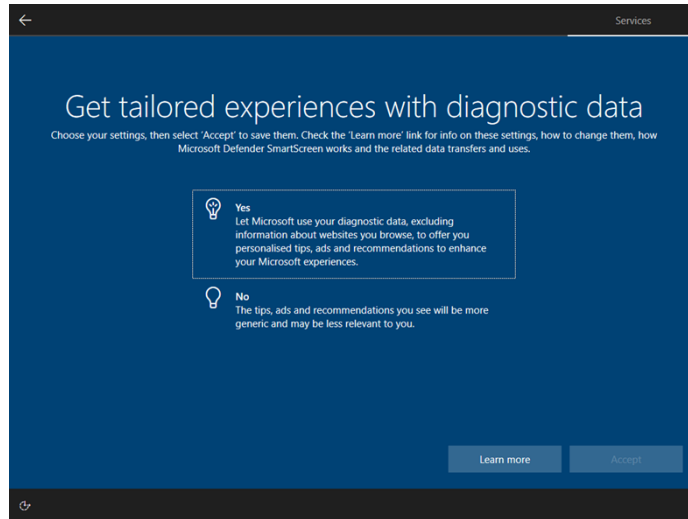 Services
Get tailored experiences with diagnostic data
Choose your settings, then select 'Accept' to save them. Check the 'Learn more' link for info on these settings, how to change them, how
Microsoft Defender SmartScreen works and the related data transfers and uses.
Yes
Let Microsoft use your diagnostic data, excluding
information about websites you browse, to offer you
personalised tips, ads and recommendations to enhance
your Microsoft experiences.
No
The tips, ads and recommendations you see will be more
generic and may be less relevant to you.
Learn more
Accept